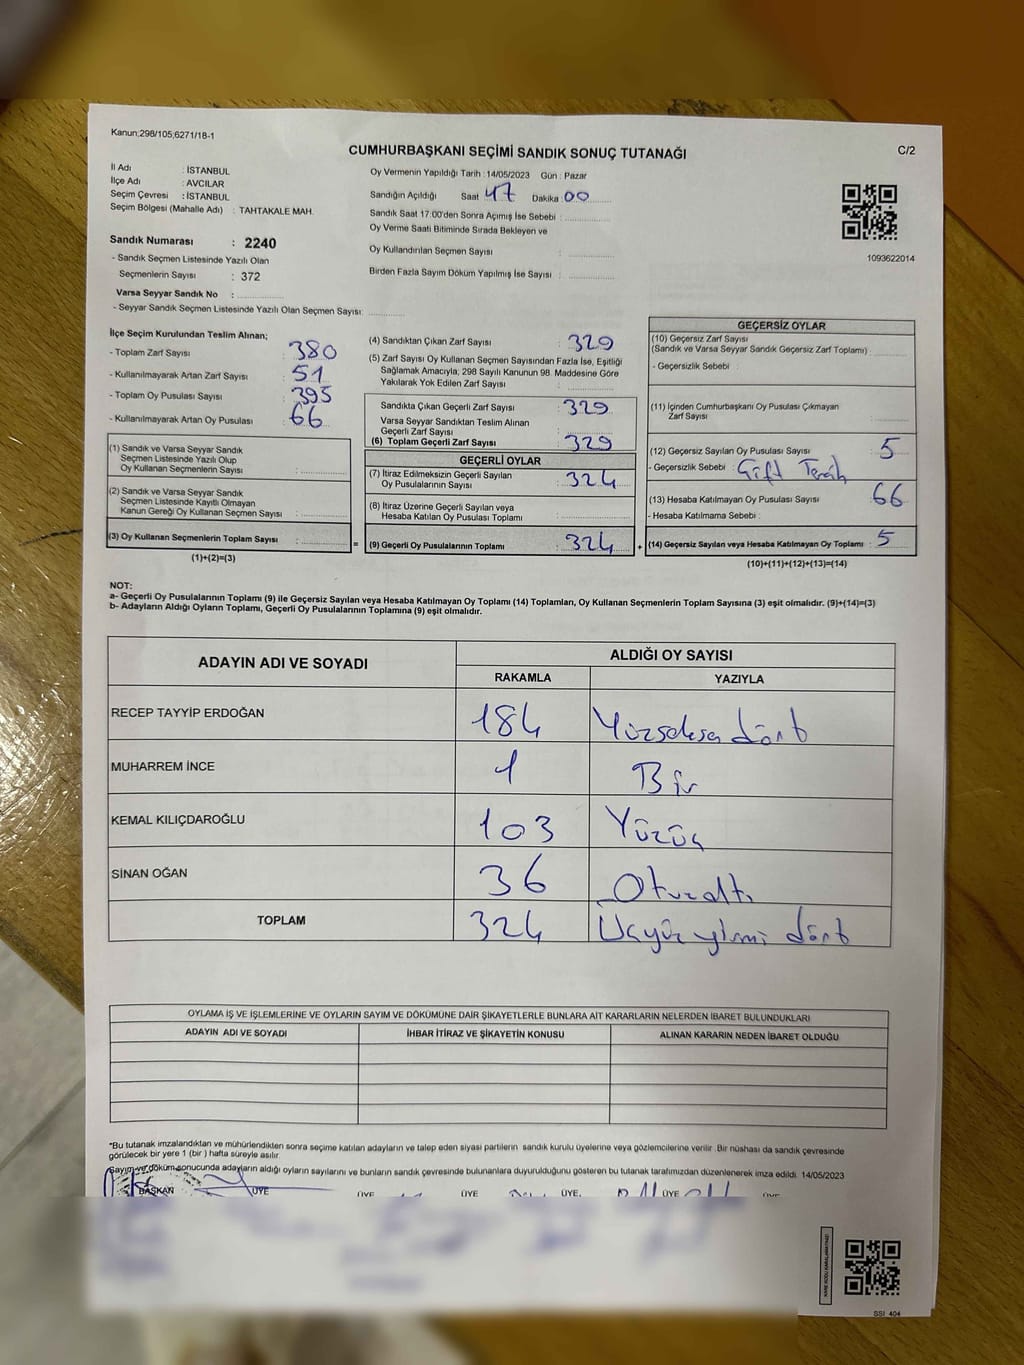 Kanun;298/105;6271/18-1
CUMHURBAŞKANI SEÇİMİ SANDIK SONUÇ TUTANAĞI
C/2
İl Adı : İSTANBUL
İlçe Adı : AVCILAR
Seçim Çevresi : İSTANBUL
Seçim Bölgesi (Mahalle Adı) : TAHTAKALE MAH.
Oy Vermenin Yapıldığı Tarih : 14/05/2023 Gün : Pazar
Sandığın Açıldığı Saat 17 Dakika : 00
Sandık Saat 17:00'den Sonra Açımış İse Sebebi :
Oy Verme Saati Bitiminde Sırada Bekleyen ve
Oy Kullandırılan Seçmen Sayısı :
Birden Fazla Sayım Döküm Yapılmış İse Sayısı :
1093622014
Sandık Numarası : 2240
- Sandık Seçmen Listesinde Yazılı Olan
Seçmenlerin Sayısı : 372
Varsa Seyyar Sandık No :
- Seyyar Sandık Seçmen Listesinde Yazılı Olan Seçmen Sayısı:
İlçe Seçim Kurulundan Teslim Alınan;
- Toplam Zarf Sayısı : 380
- Kullanılmayarak Artan Zarf Sayısı : 51
- Toplam Oy Pusulası Sayısı : 395
- Kullanılmayarak Artan Oy Pusulası : 66
(1) Sandık ve Varsa Seyyar Sandık
Seçmen Listesinde Yazılı Olup
Oy Kullanan Seçmenlerin Sayısı :
(2) Sandık ve Varsa Seyyar Sandık
Seçmen Listesinde Kayıtlı Olmayan
Kanun Gereği Oy Kullanan Seçmen Sayısı :
(3) Oy Kullanan Seçmenlerin Toplam Sayısı : =
(1)+(2)=(3)
(4) Sandıktan Çıkan Zarf Sayısı : 329
(5) Zarf Sayısı Oy Kullanan Seçmen Sayısından Fazla İse, Eşitliği
Sağlamak Amacıyla; 298 Sayılı Kanunun 98. Maddesine Göre
Yakılarak Yok Edilen Zarf Sayısı :
Sandıkta Çıkan Geçerli Zarf Sayısı : 329
Varsa Seyyar Sandıktan Teslim Alınan
Geçerli Zarf Sayısı :
(6) Toplam Geçerli Zarf Sayısı : 329
GEÇERLİ OYLAR
(7) İtiraz Edilmeksizin Geçerli Sayılan
Oy Pusulalarının Sayısı : 324
(8) İtiraz Üzerine Geçerli Sayılan veya
Hesaba Katılan Oy Pusulası Toplamı :
(9) Geçerli Oy Pusulalarının Toplamı : 324 +
GEÇERSİZ OYLAR
(10) Geçersiz Zarf Sayısı
(Sandık ve Varsa Seyyar Sandık Geçersiz Zarf Toplamı) :
- Geçersizlik Sebebi :
(11) İçinden Cumhurbaşkanı Oy Pusulası Çıkmayan
Zarf Sayısı :
(12) Geçersiz Sayılan Oy Pusulası Sayısı : 5
- Geçersizlik Sebebi : Çift Tercih
(13) Hesaba Katılmayan Oy Pusulası Sayısı : 66
- Hesaba Katılmama Sebebi :
(14) Geçersiz Sayılan veya Hesaba Katılmayan Oy Toplamı : 5
(10)+(11)+(12)+(13)=(14)
NOT:
a- Geçerli Oy Pusulalarının Toplamı (9) ile Geçersiz Sayılan veya Hesaba Katılmayan Oy Toplamı (14) Toplamları, Oy Kullanan Seçmenlerin Toplam Sayısına (3) eşit olmalıdır. (9)+(14)=(3)
b- Adayların Aldığı Oyların Toplamı, Geçerli Oy Pusulalarının Toplamına (9) eşit olmalıdır.
ADAYIN ADI VE SOYADI ALDIĞI OY SAYISI
RAKAMLA YAZIYLA
RECEP TAYYİP ERDOĞAN 184 Yüzseksen dört
MUHARREM İNCE 1 Bir
KEMAL KILIÇDAROĞLU 103 Yüzüç
SİNAN OĞAN 36 Otuzaltı
TOPLAM 324 Üçyüz yirmi dört
OYLAMA İŞ VE İŞLEMLERİNE VE OYLARIN SAYIM VE DÖKÜMÜNE DAİR ŞİKAYETLERLE BUNLARA AİT KARARLARIN NELERDEN İBARET BULUNDUKLARI
ADAYIN ADI VE SOYADI İHBAR İTİRAZ VE ŞİKAYETİN KONUSU ALINAN KARARIN NEDEN İBARET OLDUĞU
*Bu tutanak imzalandıktan ve mühürlendikten sonra seçime katılan adayların ve talep eden siyasi partilerin sandık kurulu üyelerine veya gözlemcilerine verilir. Bir nüshası da sandık çevresinde
görülecek bir yere 1 (bir) hafta süreyle asılır.
Sayım ve döküm sonucunda adayların aldığı oyların sayılarını ve bunların sandık çevresinde bulunanlara duyurulduğunu gösteren bu tutanak tarafımızdan düzenlenerek imza edildi. 14/05/2023
BAŞKAN ÜYE ÜYE ÜYE ÜYE. ÜYE ÜYE
SSI_404